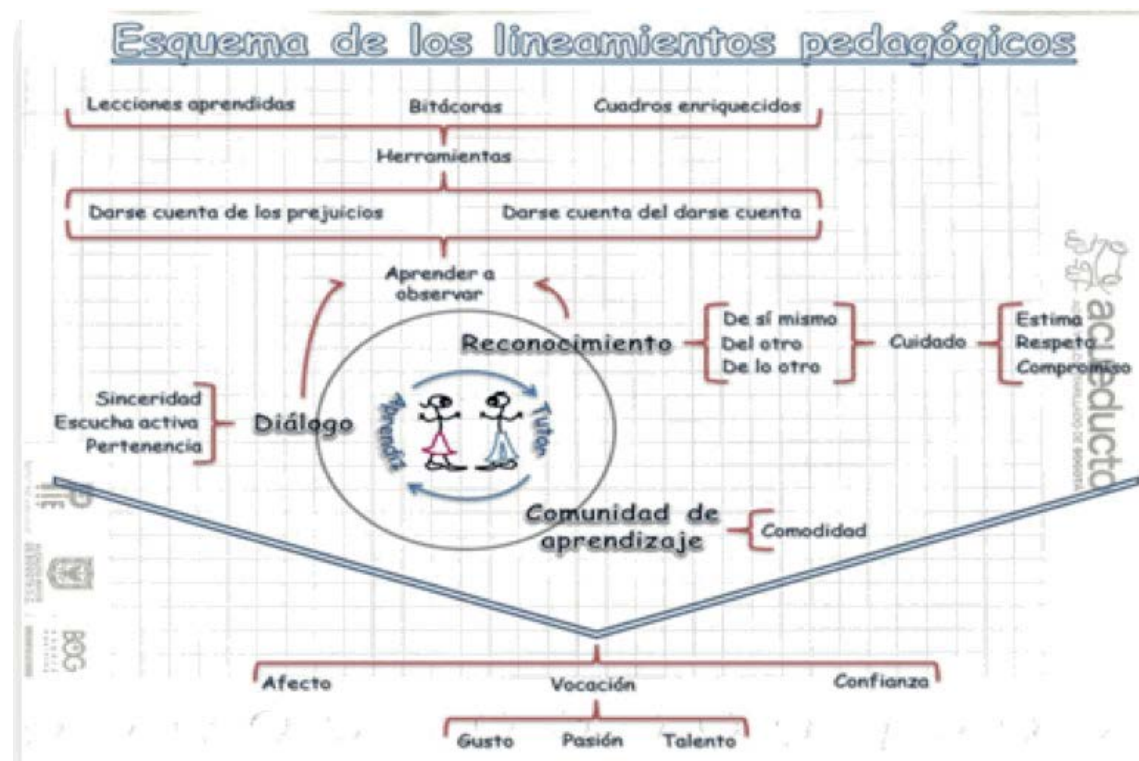 Esquema de los lineamientos pedagógicos
Lecciones aprendidas Bitácoras Cuadros enriquecidos
Herramientas
Darse cuenta de los prejuicios Darse cuenta del darse cuenta
Aprender a
observar
Reconocimiento
De sí mismo
Del otro
De lo otro
Cuidado
Estima
Respeto
Compromiso
Sinceridad
Escucha activa
Pertenencia
Diálogo
Aprendiz
Tutor
Comunidad de
aprendizaje
Comodidad
Afecto Vocación Confianza
Gusto Pasión Talento
acueducto
BOG